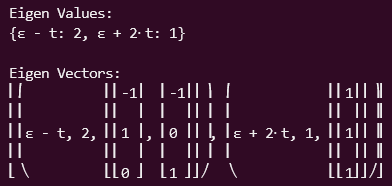 Eigen Values:
{ε - t: 2, ε + 2⋅t: 1}
Eigen Vectors:
⎡⎛            ⎡⎡-1⎤  ⎡-1⎤⎤⎞  ⎛              ⎡⎡1⎤⎤⎞⎤
⎢⎜            ⎢⎢  ⎥  ⎢  ⎥⎥⎟  ⎜              ⎢⎢ ⎥⎥⎟⎥
⎢⎜ε - t, 2, ⎢⎢1 ⎥, ⎢0 ⎥⎥⎟, ⎜ε + 2⋅t, 1, ⎢⎢1⎥⎥⎟⎥
⎢⎜            ⎢⎢  ⎥  ⎢  ⎥⎥⎟  ⎜              ⎢⎢ ⎥⎥⎟⎥
⎣⎝            ⎣⎣0 ⎦  ⎣1 ⎦⎦⎠  ⎝              ⎣⎣1⎦⎦⎠⎦